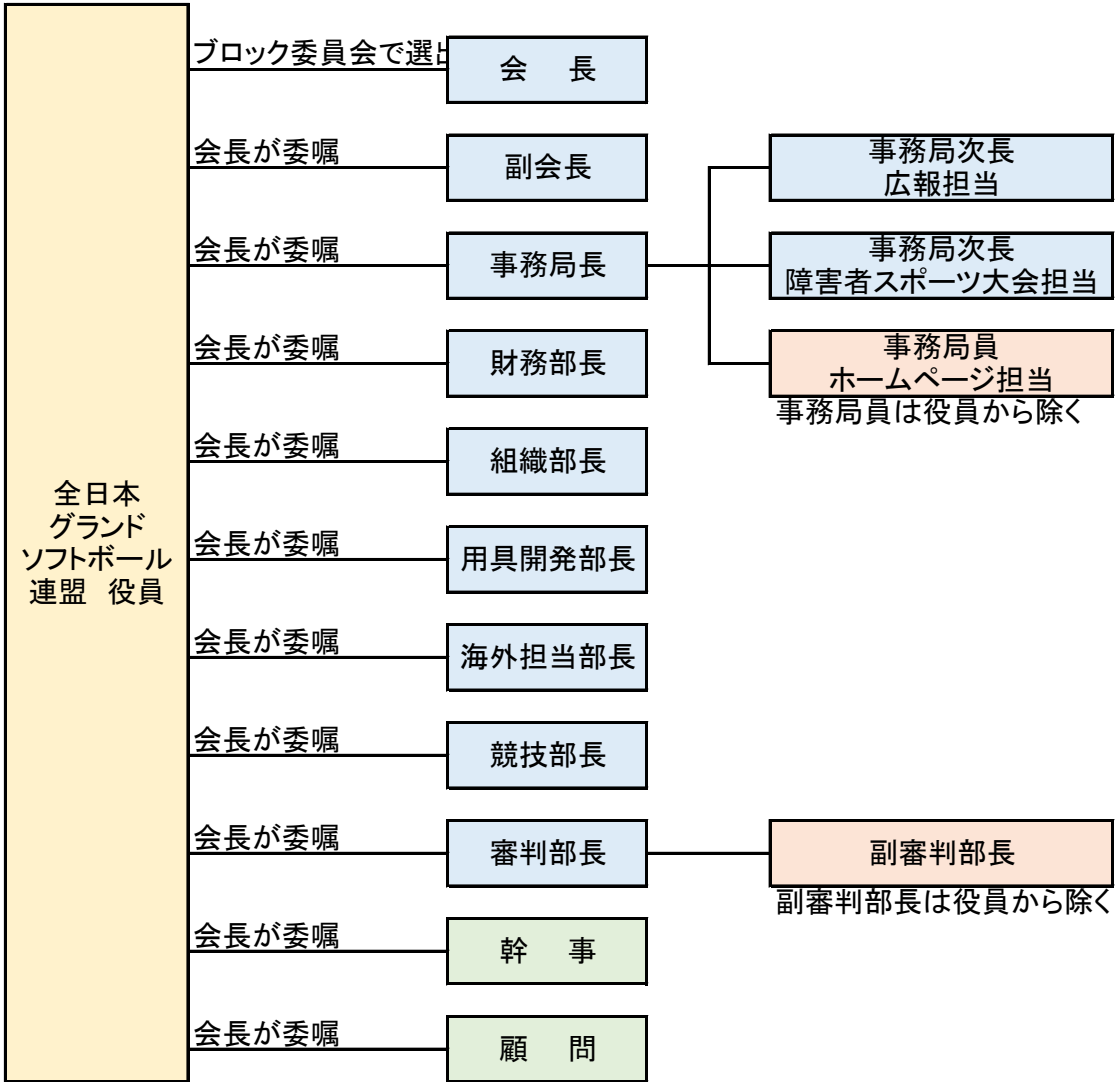 全日本
グランド
ソフトボール
連盟　役員
ブロック委員会で選出
会　長
会長が委嘱
副会長
会長が委嘱
事務局長
事務局次長
広報担当
事務局次長
障害者スポーツ大会担当
事務局員
ホームページ担当
事務局員は役員から除く
会長が委嘱
財務部長
会長が委嘱
組織部長
会長が委嘱
用具開発部長
会長が委嘱
海外担当部長
会長が委嘱
競技部長
会長が委嘱
審判部長
副審判部長
副審判部長は役員から除く
会長が委嘱
幹　事
会長が委嘱
顧　問